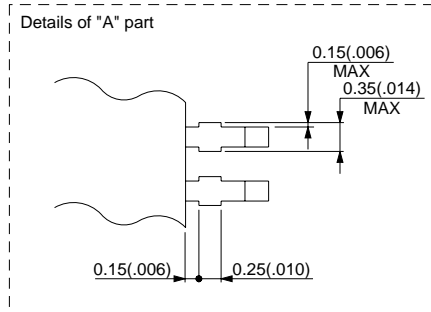 Details of "A" part
0.15(.006)
MAX
0.35(.014)
MAX
0.15(.006)
0.25(.010)